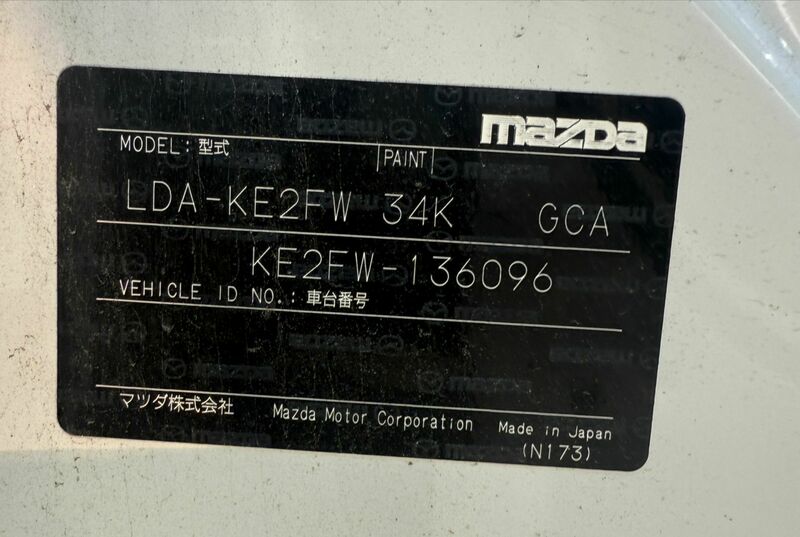 mazda
MODEL: 型式 PAINT
LDA-KE2FW 34K GCA
KE2FW-136096
VEHICLE ID NO.: 車台番号
マツダ株式会社 Mazda Motor Corporation Made in Japan
(N173)